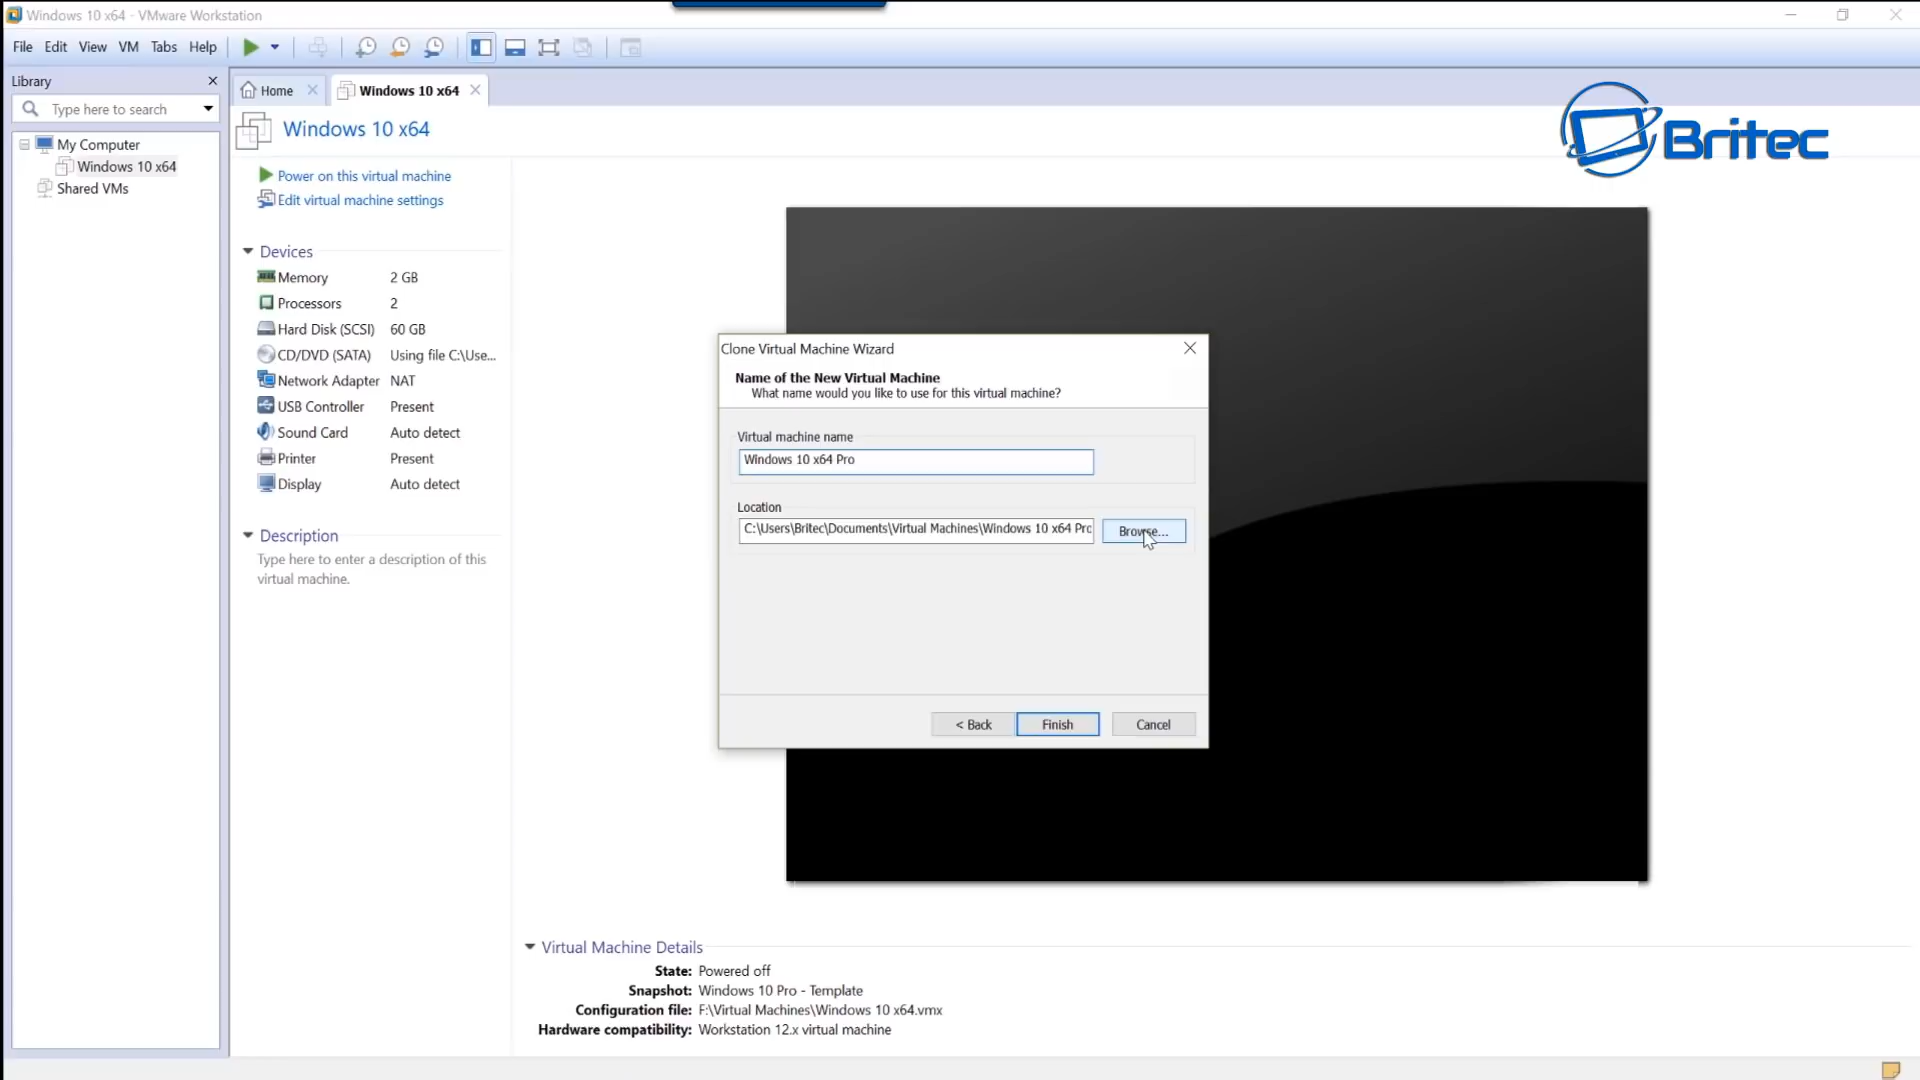 Windows 10 x64 - VMware Workstation
File Edit View VM Tabs Help
Library
Type here to search
My Computer
Windows 10 x64
Shared VMs
Home
Windows 10 x64
Windows 10 x64
Britec
Power on this virtual machine
Edit virtual machine settings
Devices
Memory 2 GB
Processors 2
Hard Disk (SCSI) 60 GB
CD/DVD (SATA) Using file C:\Use...
Network Adapter NAT
USB Controller Present
Sound Card Auto detect
Printer Present
Display Auto detect
Description
Type here to enter a description of this
virtual machine.
Clone Virtual Machine Wizard
Name of the New Virtual Machine
What name would you like to use for this virtual machine?
Virtual machine name
Windows 10 x64 Pro
Location
C:\Users\Britec\Documents\Virtual Machines\Windows 10 x64 Pro
Browse...
< Back Finish Cancel
Virtual Machine Details
State: Powered off
Snapshot: Windows 10 Pro - Template
Configuration file: F:\Virtual Machines\Windows 10 x64.vmx
Hardware compatibility: Workstation 12.x virtual machine